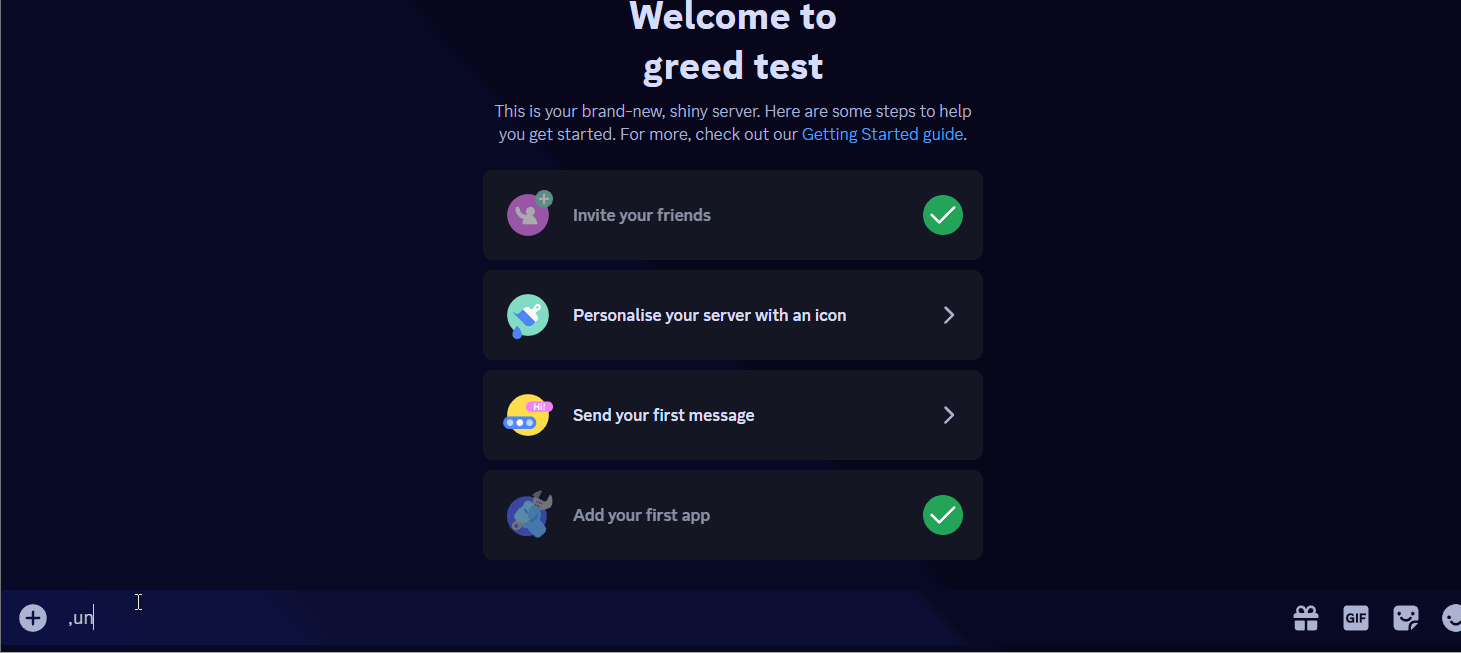 Welcome to
greed test
This is your brand-new, shiny server. Here are some steps to help
you get started. For more, check out our Getting Started guide.
Invite your friends
Personalise your server with an icon
Hi!
Send your first message
Add your first app
,un
GIF